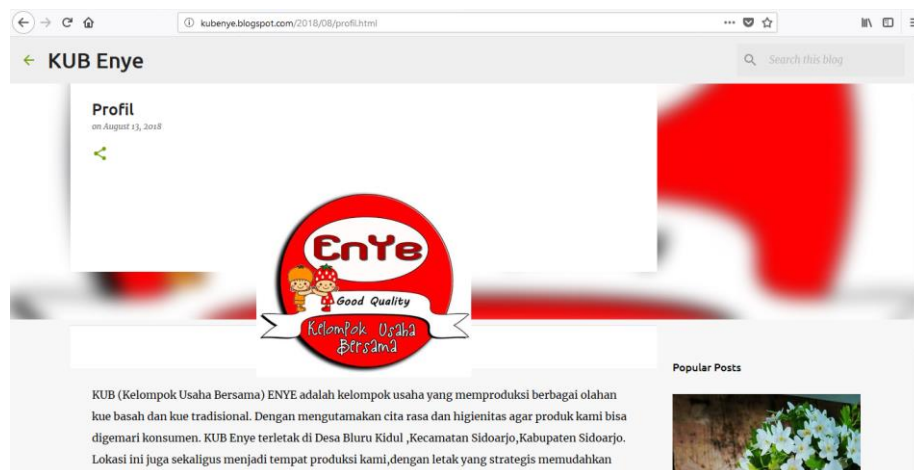 kubenye.blogspot.com/2018/08/profil.html
KUB Enye
Search this blog
Profil
on August 13, 2018
EnYe
Good Quality
Kelompok Usaha
Bersama
Popular Posts
KUB (Kelompok Usaha Bersama) ENYE adalah kelompok usaha yang memproduksi berbagai olahan
kue basah dan kue tradisional. Dengan mengutamakan cita rasa dan higienitas agar produk kami bisa
digemari konsumen. KUB Enye terletak di Desa Bluru Kidul ,Kecamatan Sidoarjo,Kabupaten Sidoarjo.
Lokasi ini juga sekaligus menjadi tempat produksi kami,dengan letak yang strategis memudahkan